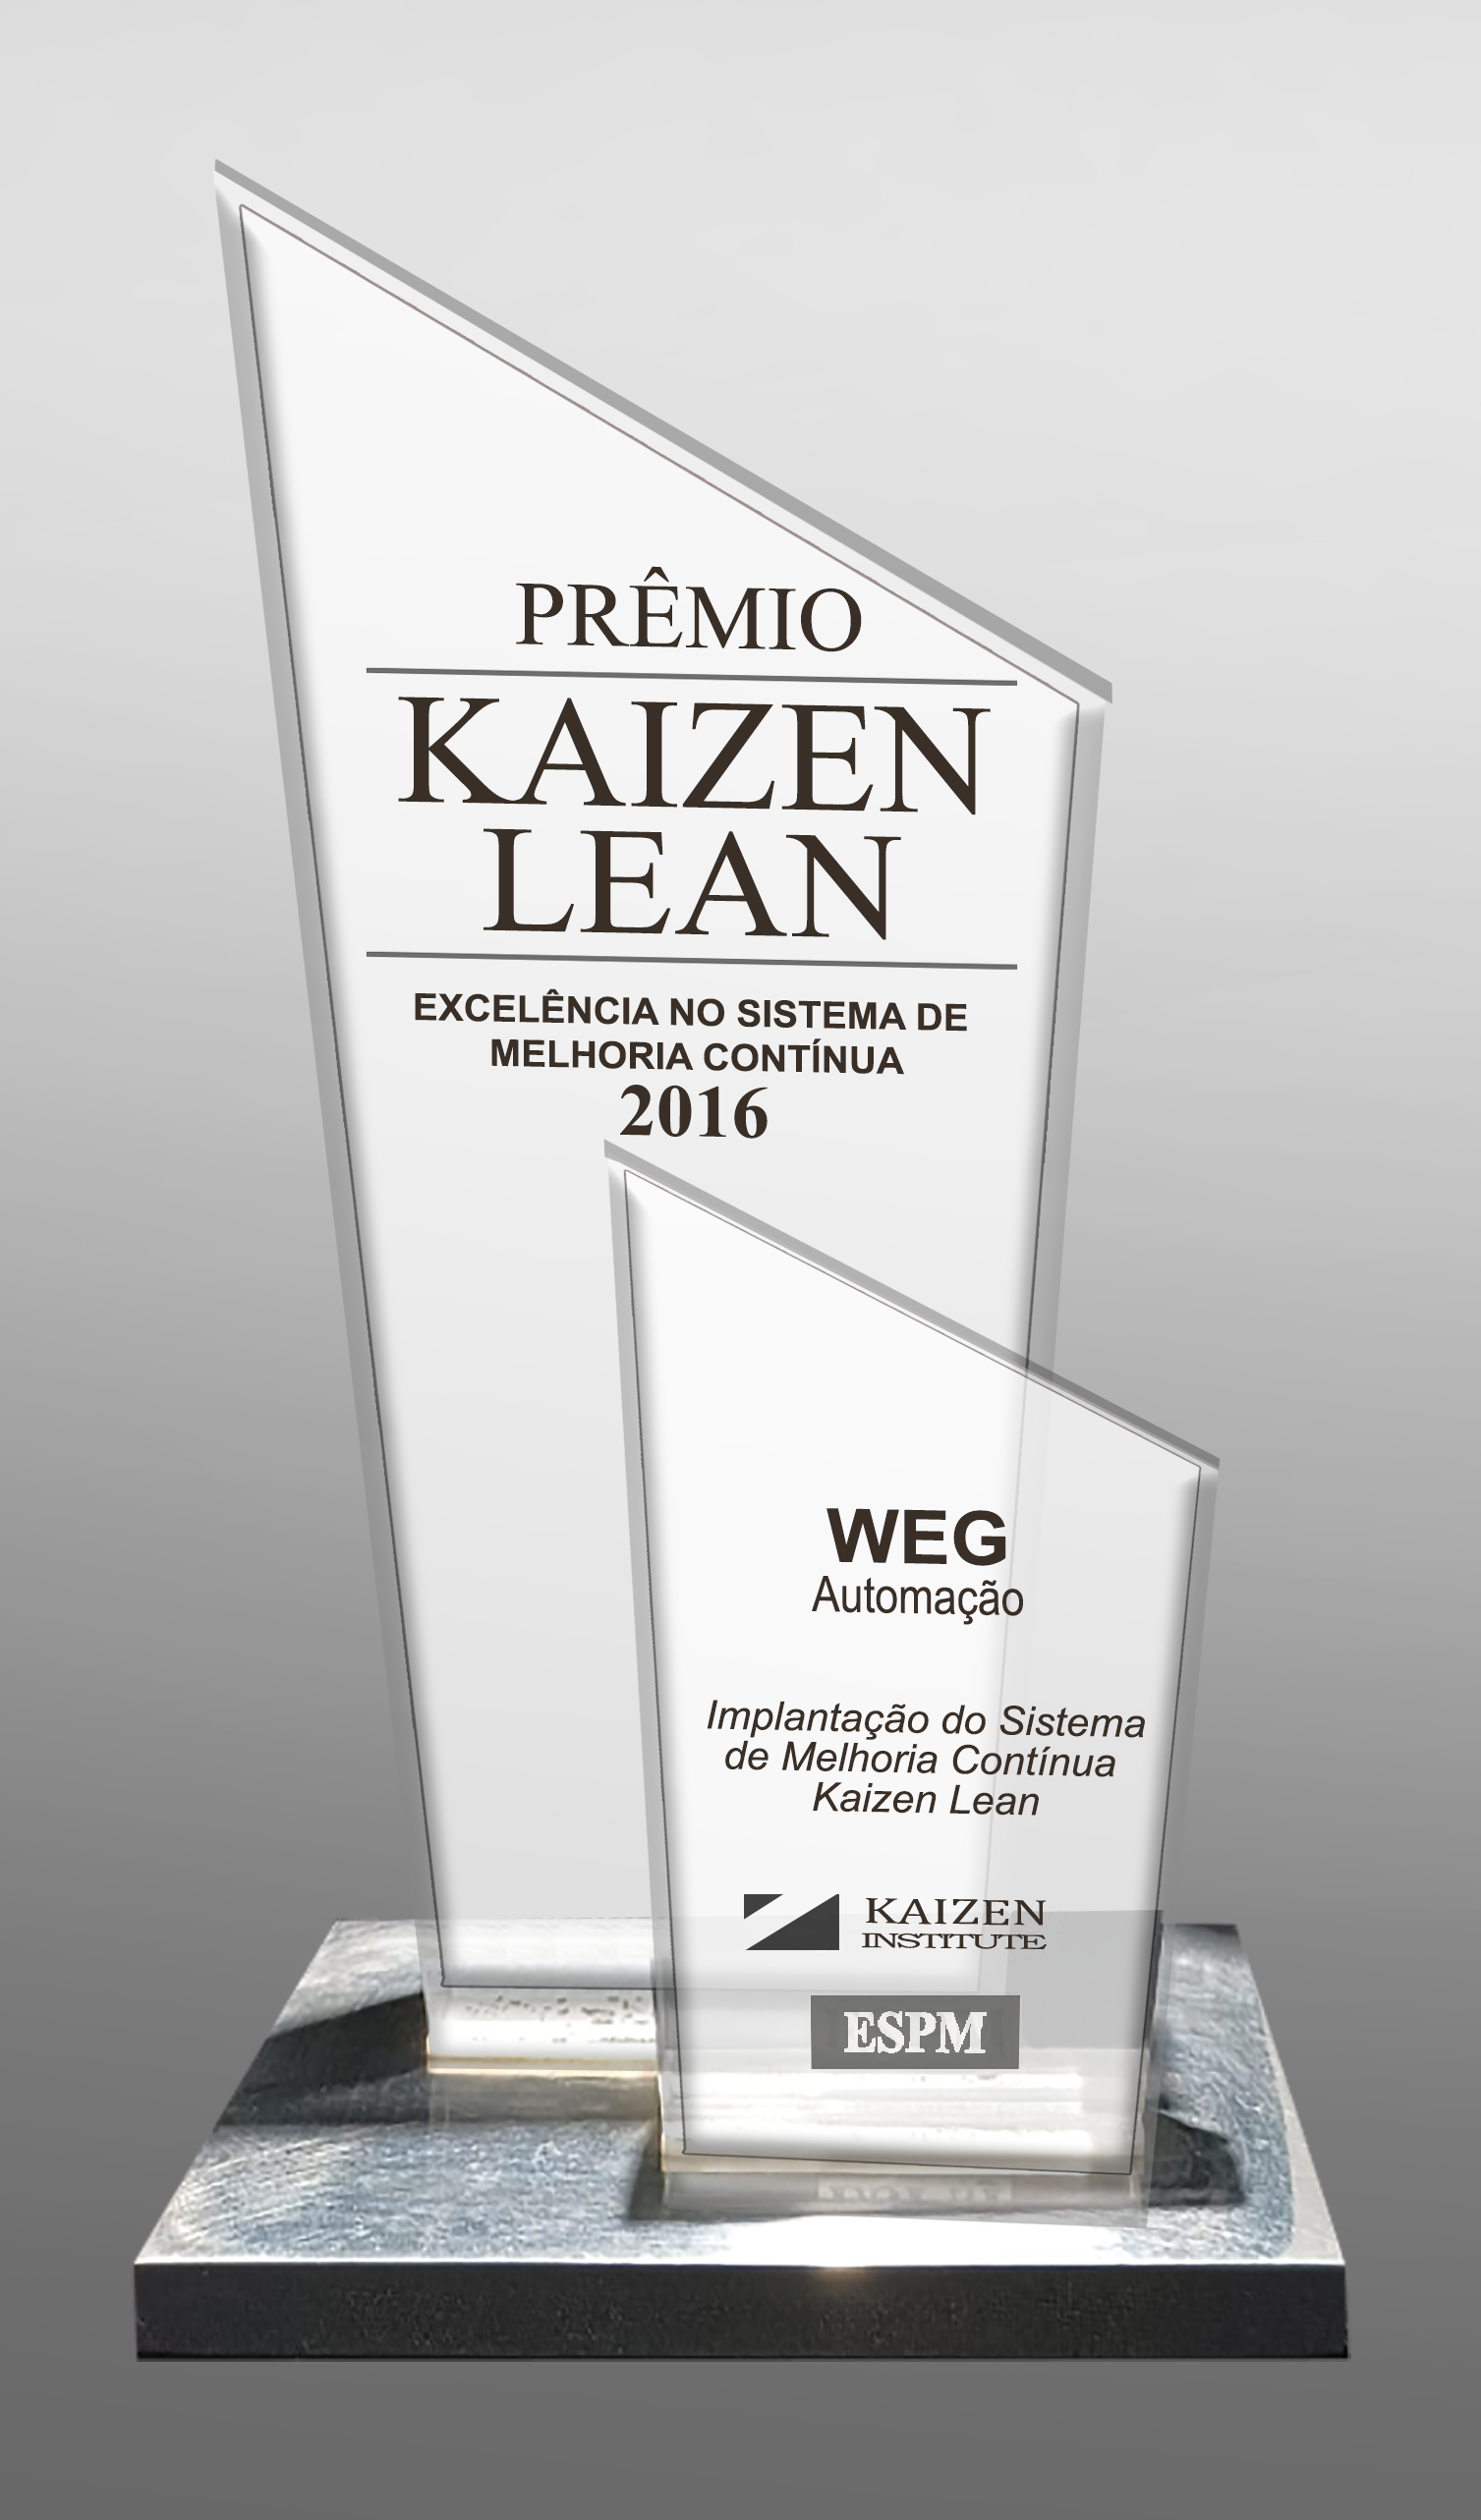 PRÊMIO
KAIZEN
LEAN
EXCELÊNCIA NO SISTEMA DE
MELHORIA CONTÍNUA
2016
WEG
Automação
Implantação do Sistema
de Melhoria Contínua
Kaizen Lean
KAIZEN
INSTITUTE
ESPM